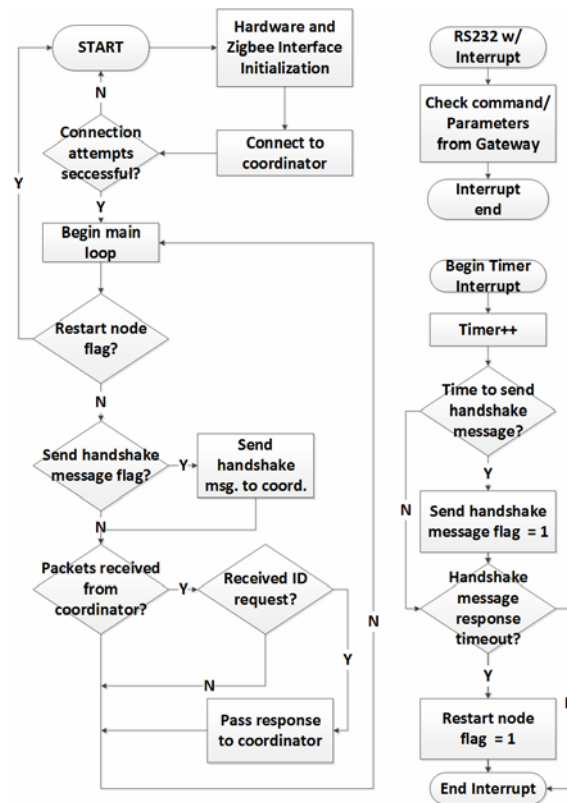 START
Hardware and
Zigbee Interface
Initialization
N
Connection
attempts
seccessful?
Connect to
coordinator
Y
Y
Begin main
loop
Restart node
flag?
N
Send handshake
message flag?
Y
Send
handshake
msg. to coord.
N
Packets received
from
coordinator?
Y
Received ID
request?
N
Y
N
Pass response
to coordinator
RS232 w/
Interrupt
Check command/
Parameters
from Gateway
Interrupt
end
Begin Timer
Interrupt
Timer++
Time to send
handshake
message?
Y
N
Send handshake
message flag = 1
Handshake
message
response
timeout?
Y
Restart node
flag = 1
End Interrupt